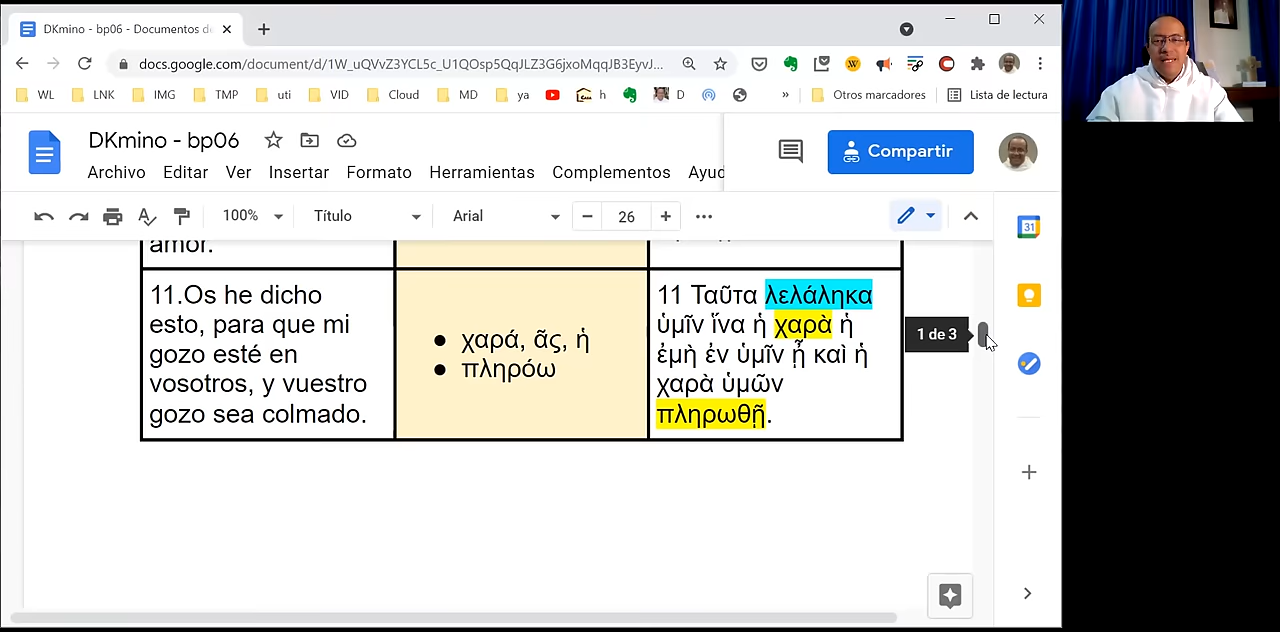 DKmino - bp06 - Documentos d
docs.google.com/document/d/1W_uQVvZ3YCL5c_U1QOsp5QqJLZ3G6jxoMqqJB3EyvJ...
WL LNK IMG TMP uti VID Cloud MD ya h D » Otros marcadores Lista de lectura
DKmino - bp06
Compartir
Archivo Editar Ver Insertar Formato Herramientas Complementos Ayud
100% Título Arial − 26 + •••
31
amor.
11.Os he dicho
esto, para que mi
gozo esté en
vosotros, y vuestro
gozo sea colmado.
● χαρά, ᾶς, ἡ
● πληρόω
11 Ταῦτα λελάληκα
ὑμῖν ἵνα ἡ χαρὰ ἡ
ἐμὴ ἐν ὑμῖν ᾖ καὶ ἡ
χαρὰ ὑμῶν
πληρωθῇ.
1 de 3